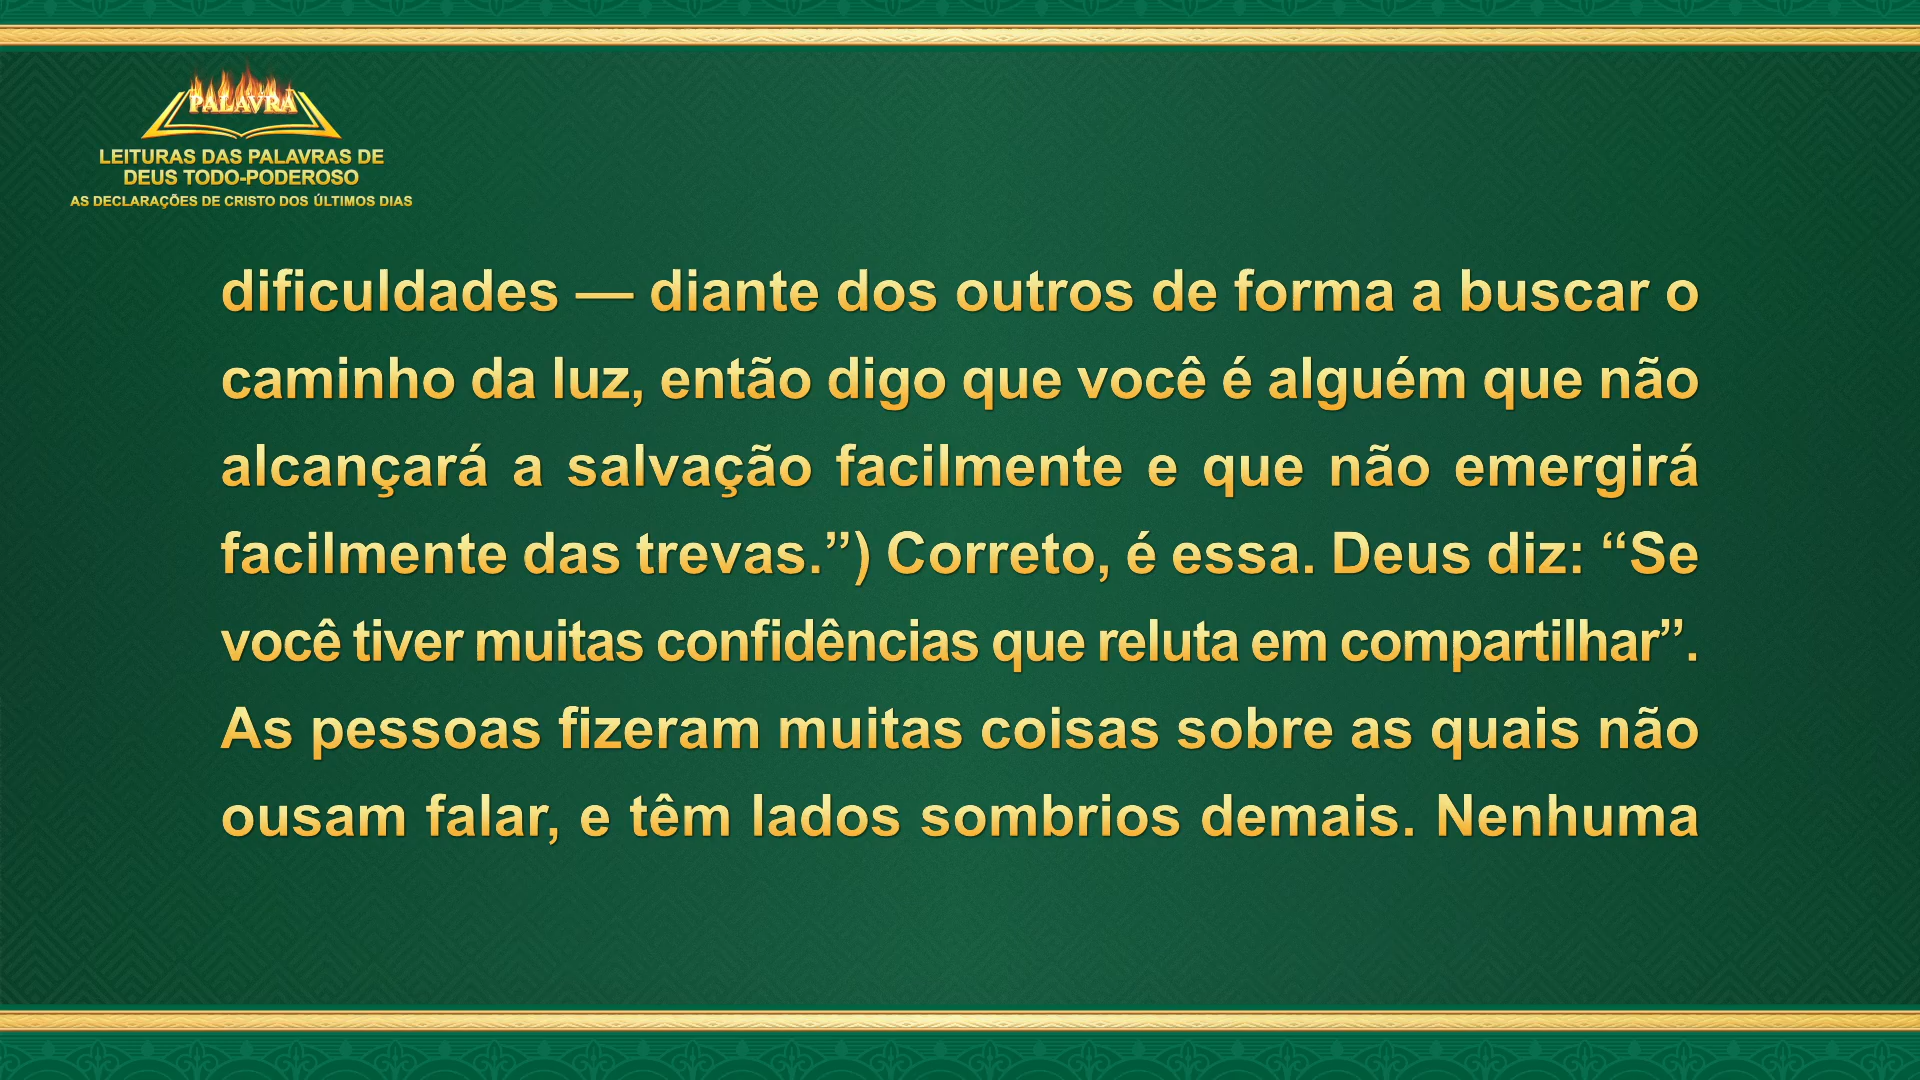 PALAVRA
LEITURAS DAS PALAVRAS DE
DEUS TODO-PODEROSO
AS DECLARAÇÕES DE CRISTO DOS ÚLTIMOS DIAS
dificuldades — diante dos outros de forma a buscar o
caminho da luz, então digo que você é alguém que não
alcançará a salvação facilmente e que não emergirá
facilmente das trevas.”) Correto, é essa. Deus diz: “Se
você tiver muitas confidências que reluta em compartilhar”.
As pessoas fizeram muitas coisas sobre as quais não
ousam falar, e têm lados sombrios demais. Nenhuma